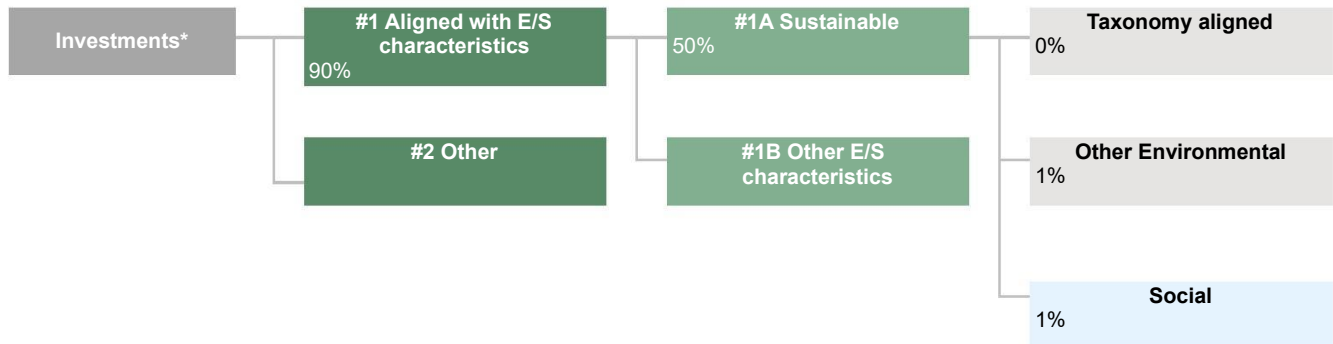 Investments*
#1 Aligned with E/S
characteristics
90%
#2 Other
#1A Sustainable
50%
#1B Other E/S
characteristics
Taxonomy aligned
0%
Other Environmental
1%
Social
1%